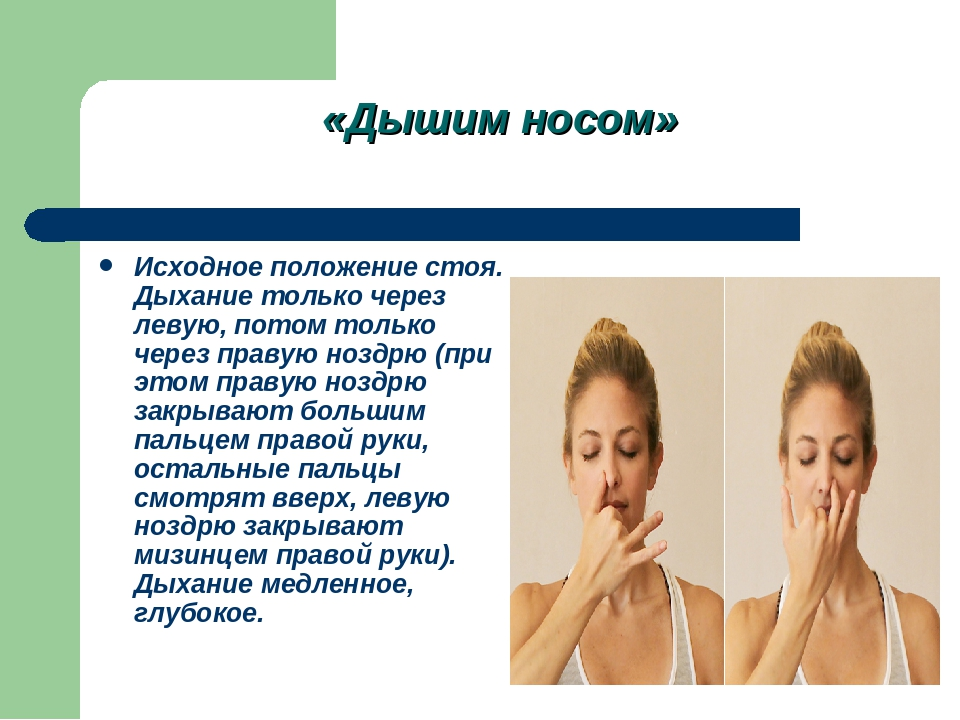 «Дышим носом»
Исходное положение стоя.
Дыхание только через
левую, потом только
через правую ноздрю (при
этом правую ноздрю
закрывают большим
пальцем правой руки,
остальные пальцы
смотрят вверх, левую
ноздрю закрывают
мизинцем правой руки).
Дыхание медленное,
глубокое.